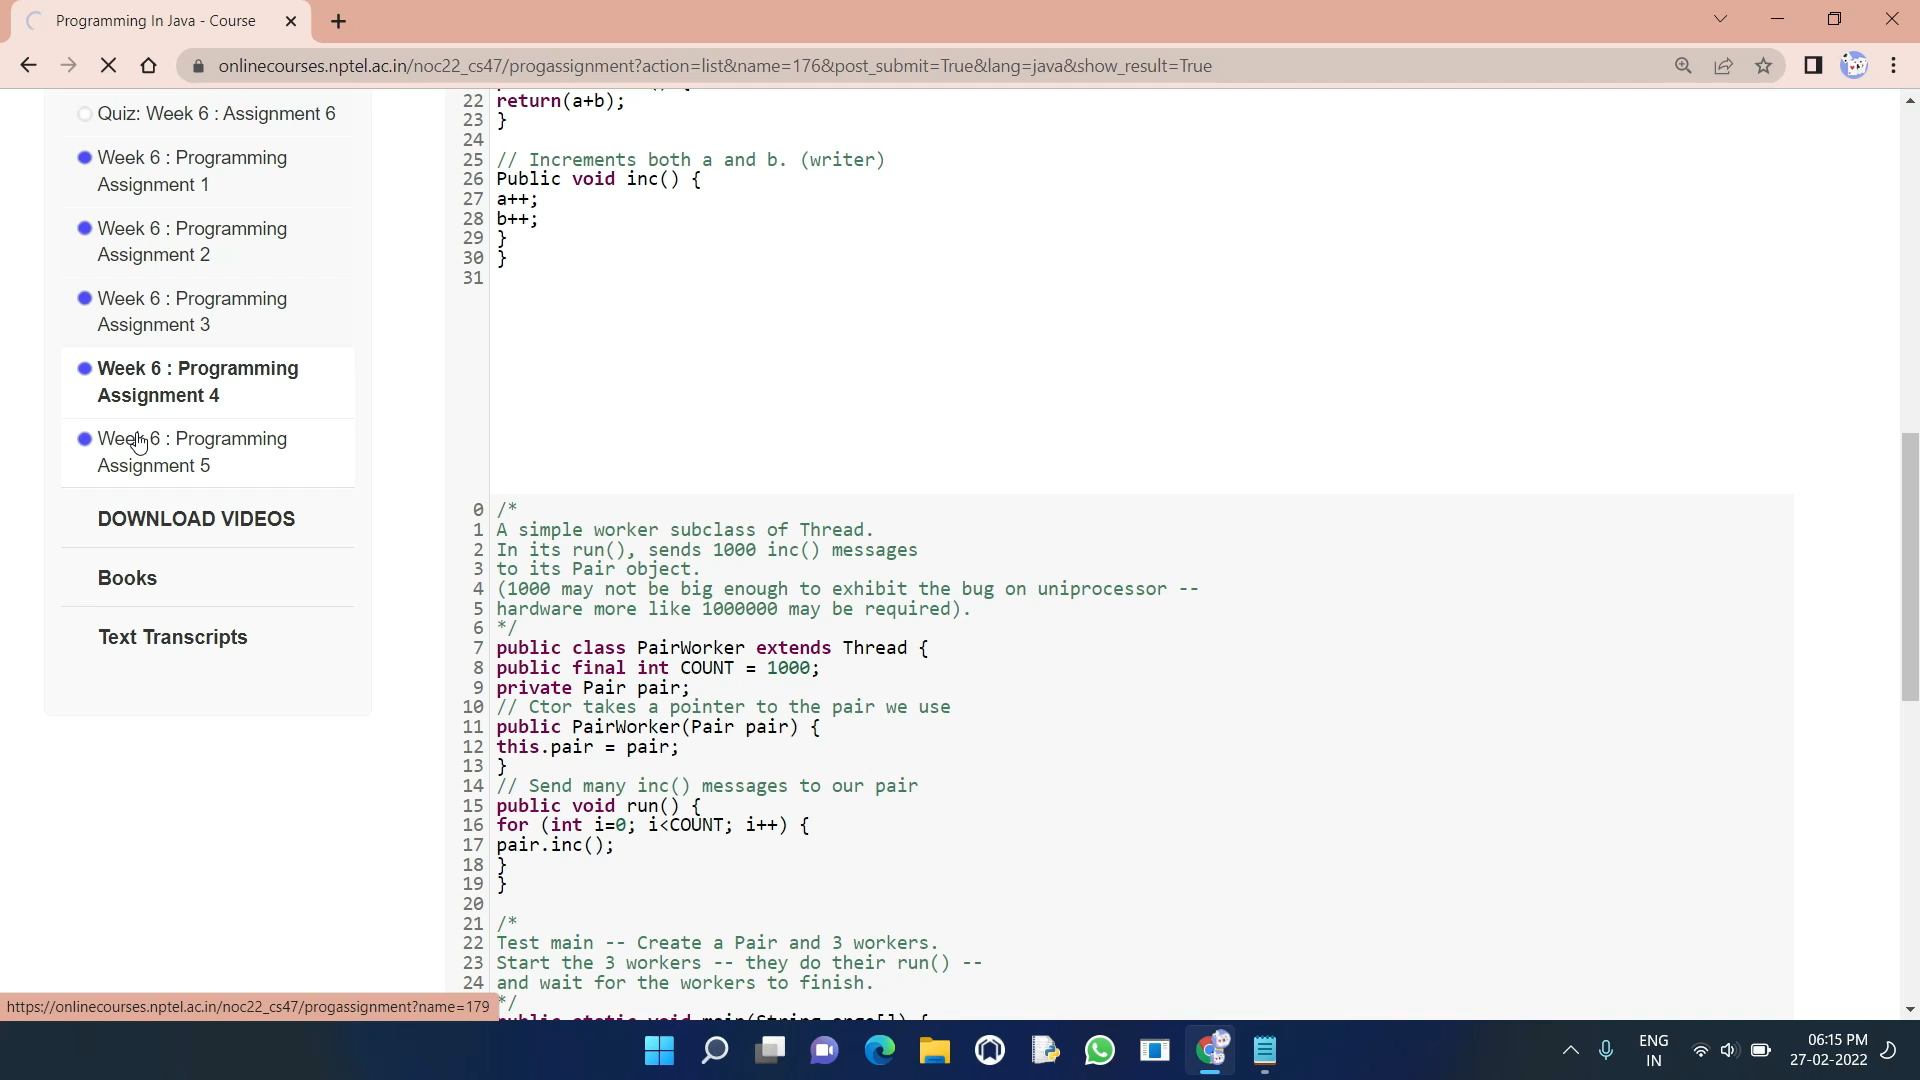 Programming In Java - Course
onlinecourses.nptel.ac.in/noc22_cs47/progassignment?action=list&name=176&post_submit=True&lang=java&show_result=True
Quiz: Week 6 : Assignment 6
Week 6 : Programming
Assignment 1
Week 6 : Programming
Assignment 2
Week 6 : Programming
Assignment 3
Week 6 : Programming
Assignment 4
Week 6 : Programming
Assignment 5
DOWNLOAD VIDEOS
Books
Text Transcripts
22 return(a+b);
23 }
24
25 // Increments both a and b. (writer)
26 Public void inc() {
27 a++;
28 b++;
29 }
30 }
31
0 /*
1 A simple worker subclass of Thread.
2 In its run(), sends 1000 inc() messages
3 to its Pair object.
4 (1000 may not be big enough to exhibit the bug on uniprocessor --
5 hardware more like 1000000 may be required).
6 */
7 public class PairWorker extends Thread {
8 public final int COUNT = 1000;
9 private Pair pair;
10 // Ctor takes a pointer to the pair we use
11 public PairWorker(Pair pair) {
12 this.pair = pair;
13 }
14 // Send many inc() messages to our pair
15 public void run() {
16 for (int i=0; i<COUNT; i++) {
17 pair.inc();
18 }
19 }
20
21 /*
22 Test main -- Create a Pair and 3 workers.
23 Start the 3 workers -- they do their run() --
24 and wait for the workers to finish.
*/
public static void main(String args[]) {
https://onlinecourses.nptel.ac.in/noc22_cs47/progassignment?name=179
ENG
IN
06:15 PM
27-02-2022